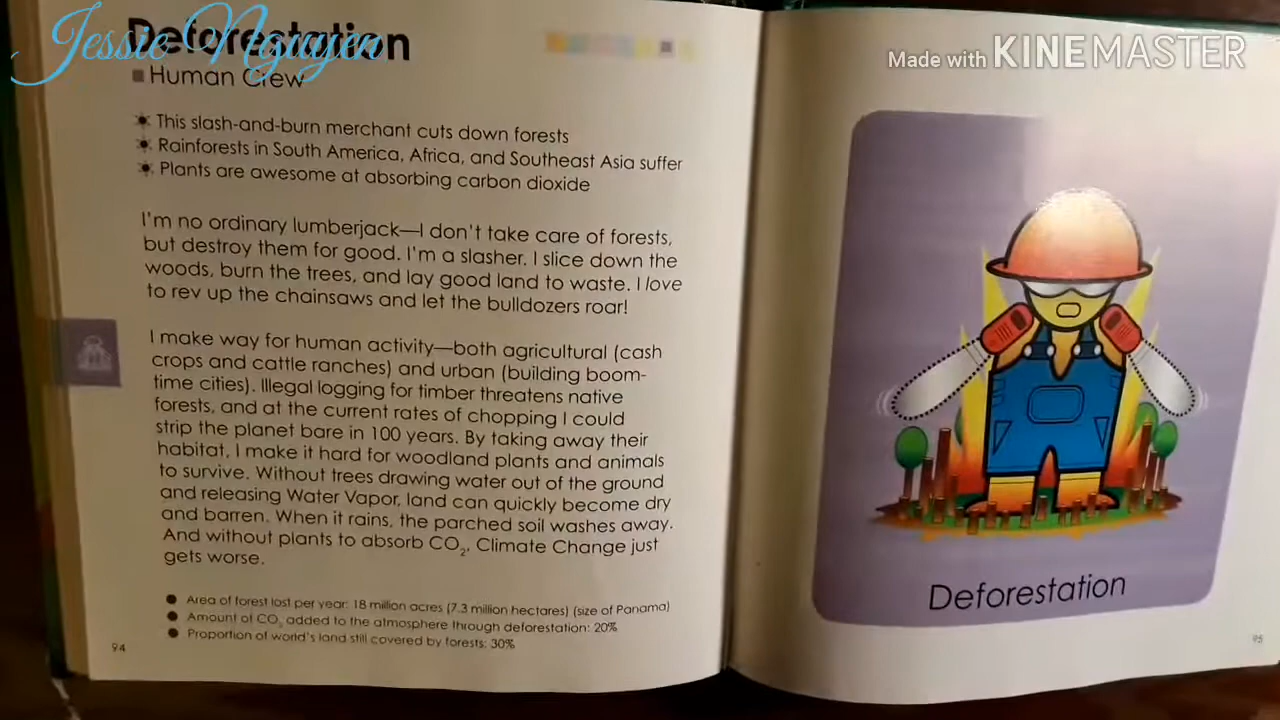 Jessie Nguyen
Made with KINEMASTER
Deforestation
Human Crew
This slash-and-burn merchant cuts down forests
Rainforests in South America, Africa, and Southeast Asia suffer
Plants are awesome at absorbing carbon dioxide
I'm no ordinary lumberjack—I don't take care of forests,
but destroy them for good. I'm a slasher. I slice down the
woods, burn the trees, and lay good land to waste. I love
to rev up the chainsaws and let the bulldozers roar!
I make way for human activity—both agricultural (cash
crops and cattle ranches) and urban (building boom-
time cities). Illegal logging for timber threatens native
forests, and at the current rates of chopping I could
strip the planet bare in 100 years. By taking away their
habitat, I make it hard for woodland plants and animals
to survive. Without trees drawing water out of the ground
and releasing Water Vapor, land can quickly become dry
and barren. When it rains, the parched soil washes away.
And without plants to absorb CO₂, Climate Change just
gets worse.
Area of forest lost per year: 18 million acres (7.3 million hectares) (size of Panama)
Amount of CO₂ added to the atmosphere through deforestation: 20%
Proportion of world's land still covered by forests: 30%
94
Deforestation
95